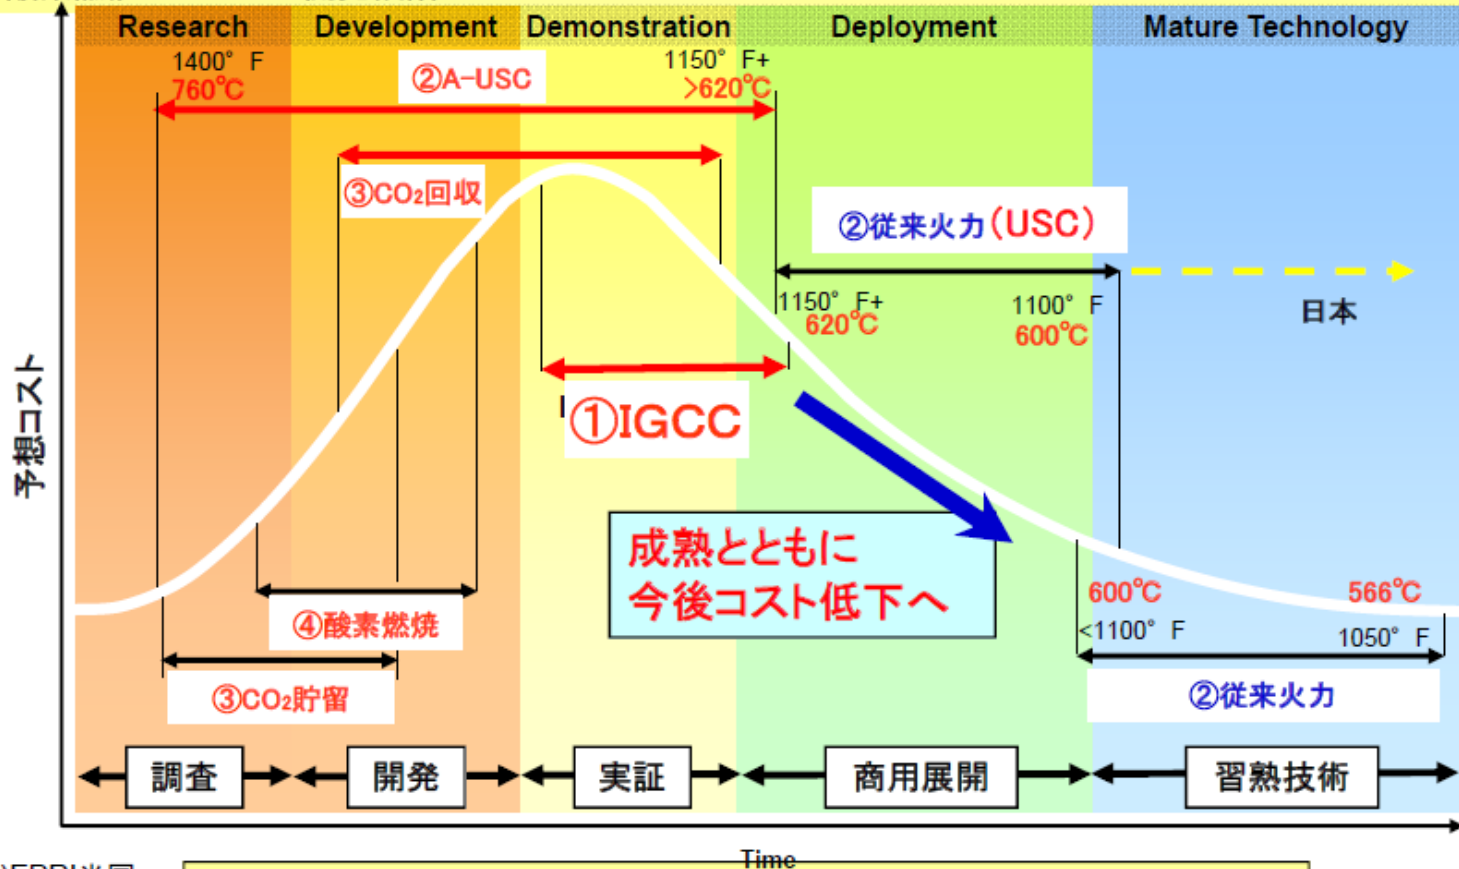 Research
Development
Demonstration
Deployment
Mature Technology
1400° F
760℃
②A-USC
1150° F+
>620℃
③CO₂回収
②従来火力(USC)
1150° F+
620℃
1100° F
600℃
日本
予想コスト
①IGCC
成熟とともに
今後コスト低下へ
④酸素燃焼
③CO₂貯留
600℃
<1100° F
566℃
1050° F
②従来火力
調査
開発
実証
商用展開
習熟技術
Time